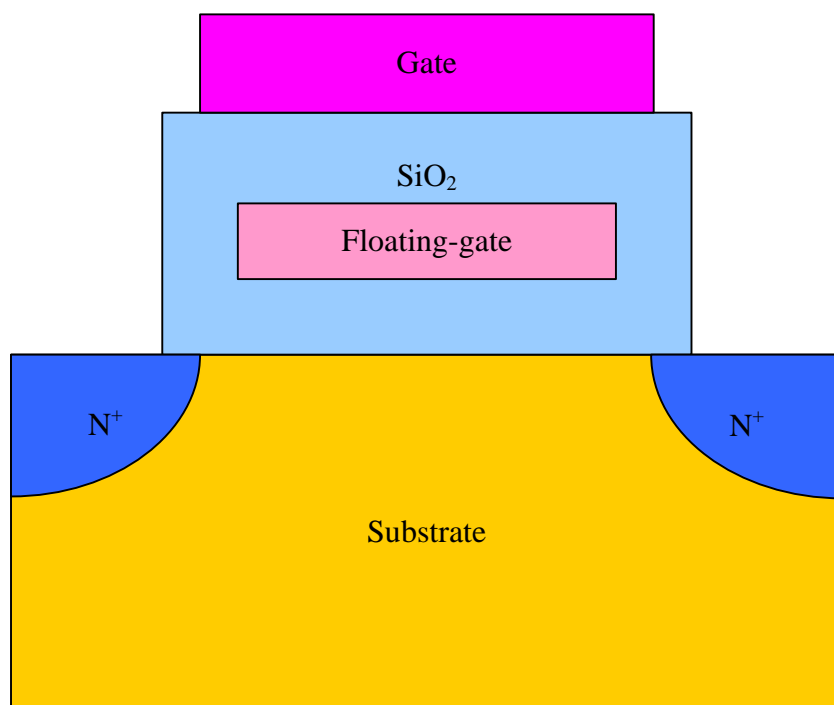 Gate
SiO₂
Floating-gate
N⁺
N⁺
Substrate